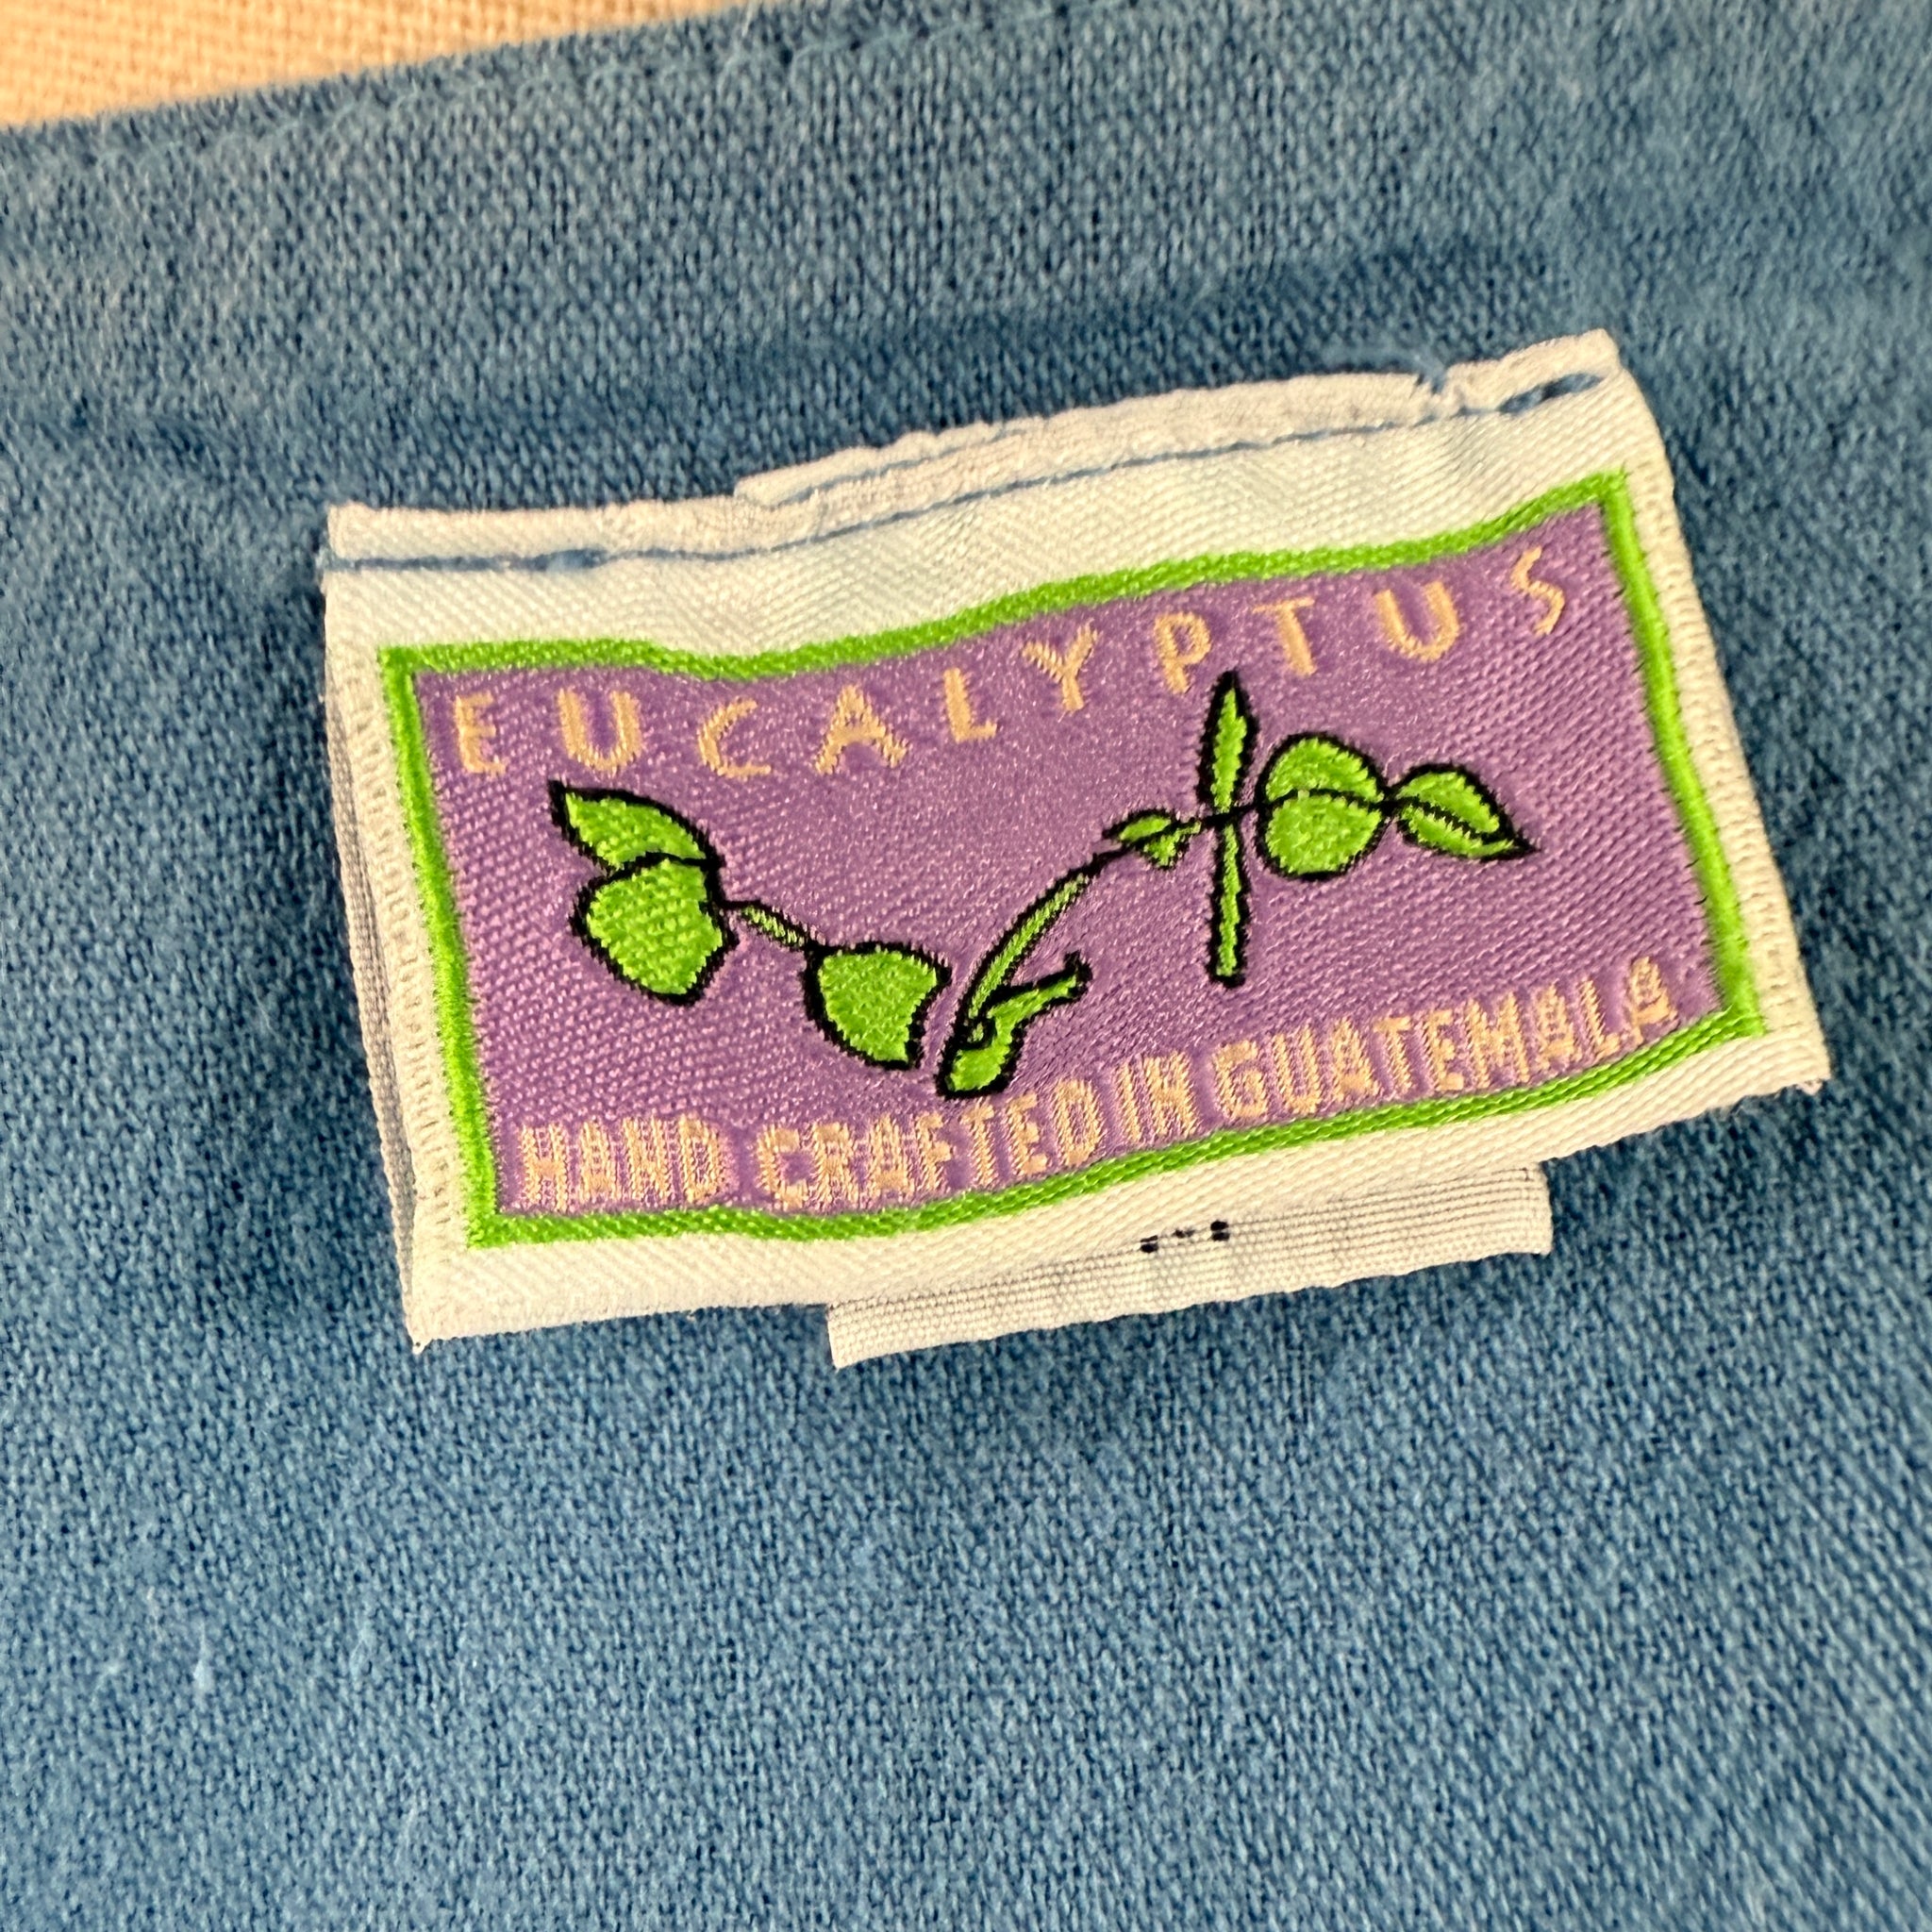 EUCALYPTUS
HAND CRAFTED IN GUATEMALA